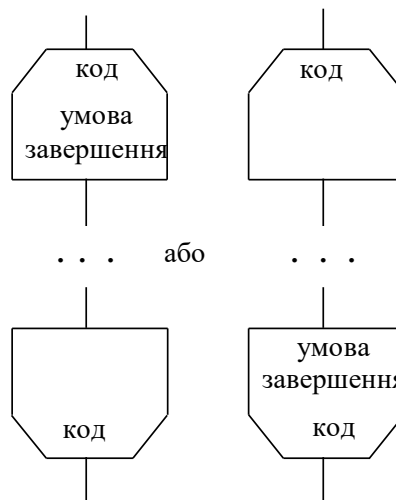 код
умова
завершення
код
. . .
або
. . .
код
умова
завершення
код